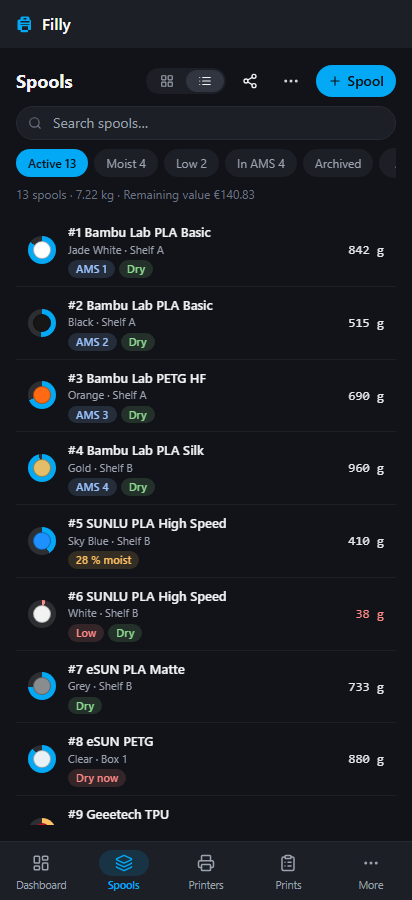 Filly
Spools
+ Spool
Search spools...
Active 13
Moist 4
Low 2
In AMS 4
Archived
13 spools · 7.22 kg · Remaining value €140.83
#1 Bambu Lab PLA Basic
Jade White · Shelf A
842 g
AMS 1
Dry
#2 Bambu Lab PLA Basic
Black · Shelf A
515 g
AMS 2
Dry
#3 Bambu Lab PETG HF
Orange · Shelf A
690 g
AMS 3
Dry
#4 Bambu Lab PLA Silk
Gold · Shelf B
960 g
AMS 4
Dry
#5 SUNLU PLA High Speed
Sky Blue · Shelf B
410 g
28 % moist
#6 SUNLU PLA High Speed
White · Shelf B
38 g
Low
Dry
#7 eSUN PLA Matte
Grey · Shelf B
733 g
Dry
#8 eSUN PETG
Clear · Box 1
880 g
Dry now
#9 Geeetech TPU
Dashboard
Spools
Printers
Prints
More